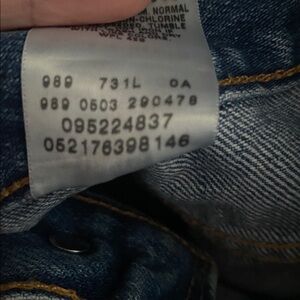 NORMAL
NON-CHLORINE
TUMBLE
989 731L 0A
989 0503 290478
095224837
052176398146